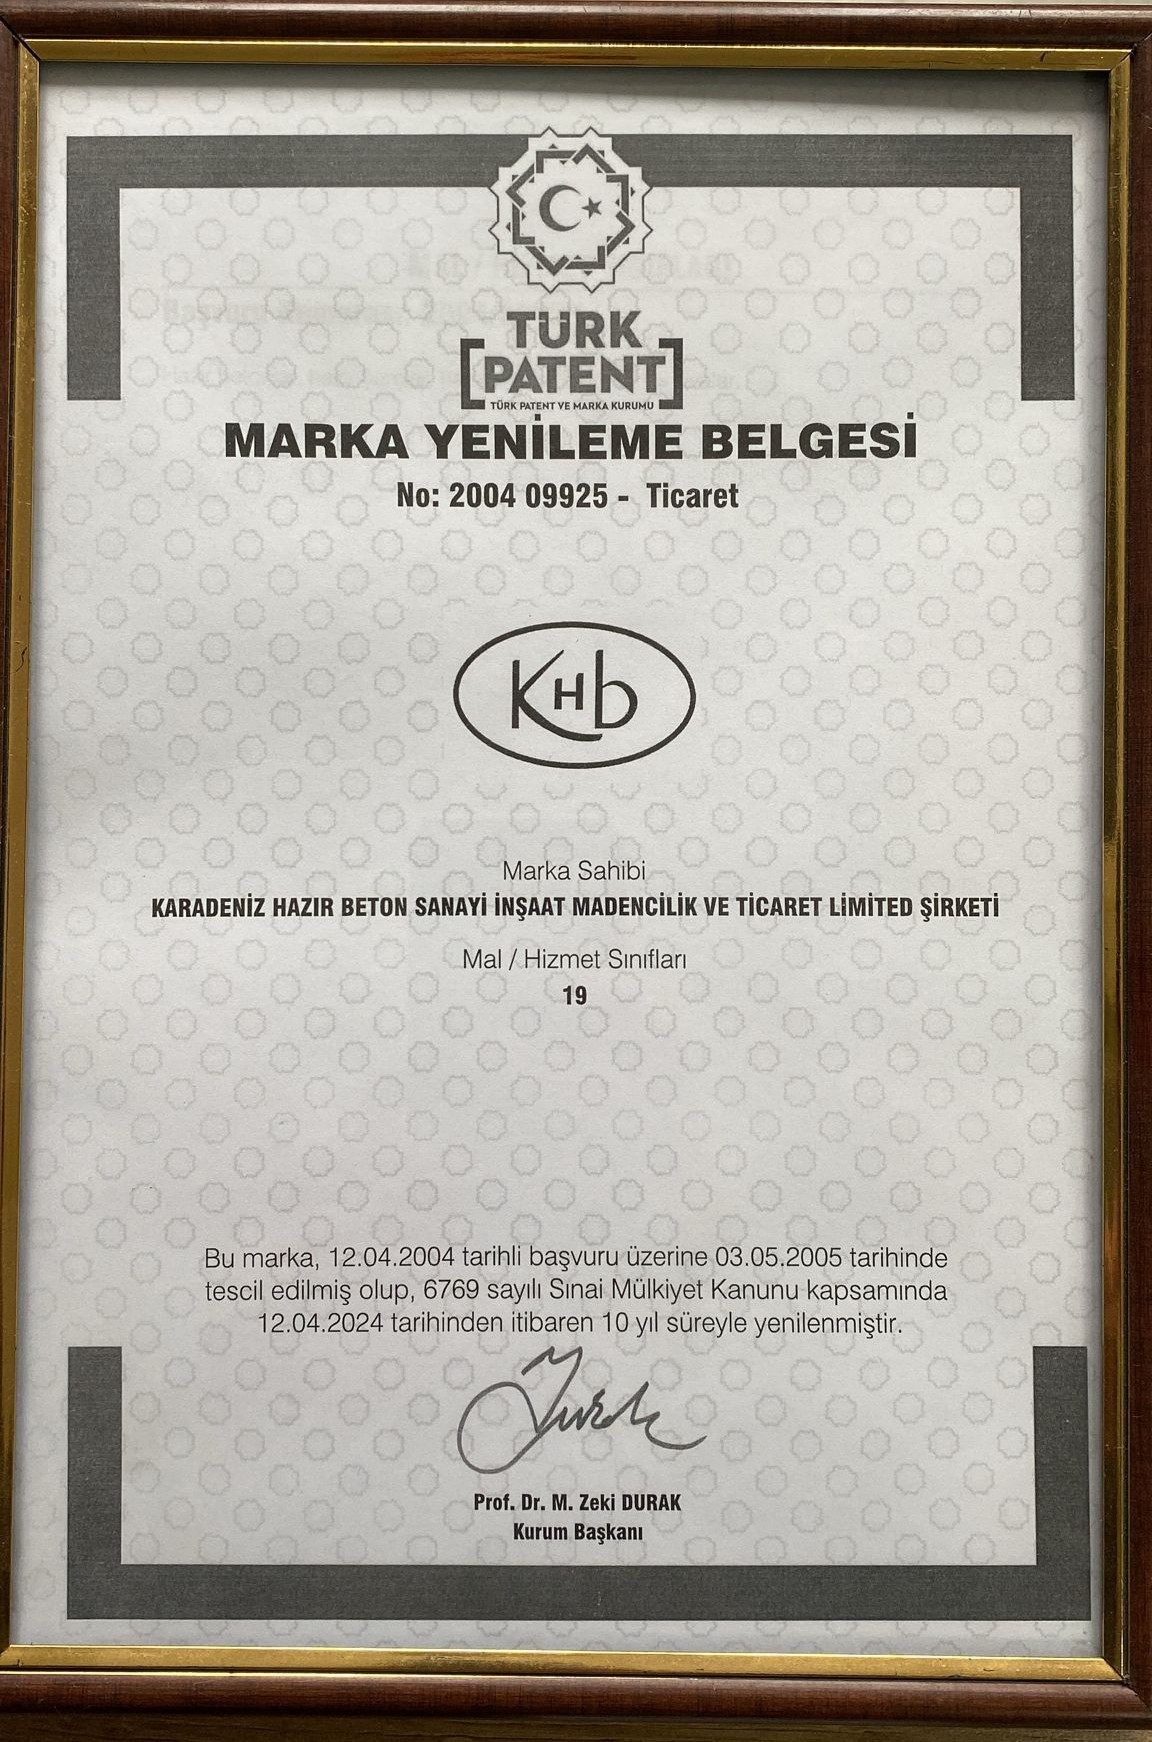 TÜRK
PATENT
TÜRK PATENT VE MARKA KURUMU
MARKA YENİLEME BELGESİ
No: 2004 09925 - Ticaret
KHb
Marka Sahibi
KARADENİZ HAZIR BETON SANAYİ İNŞAAT MADENCİLİK VE TİCARET LİMİTED ŞİRKETİ
Mal / Hizmet Sınıfları
19
Bu marka, 12.04.2004 tarihli başvuru üzerine 03.05.2005 tarihinde
tescil edilmiş olup, 6769 sayılı Sınai Mülkiyet Kanunu kapsamında
12.04.2024 tarihinden itibaren 10 yıl süreyle yenilenmiştir.
Prof. Dr. M. Zeki DURAK
Kurum Başkanı